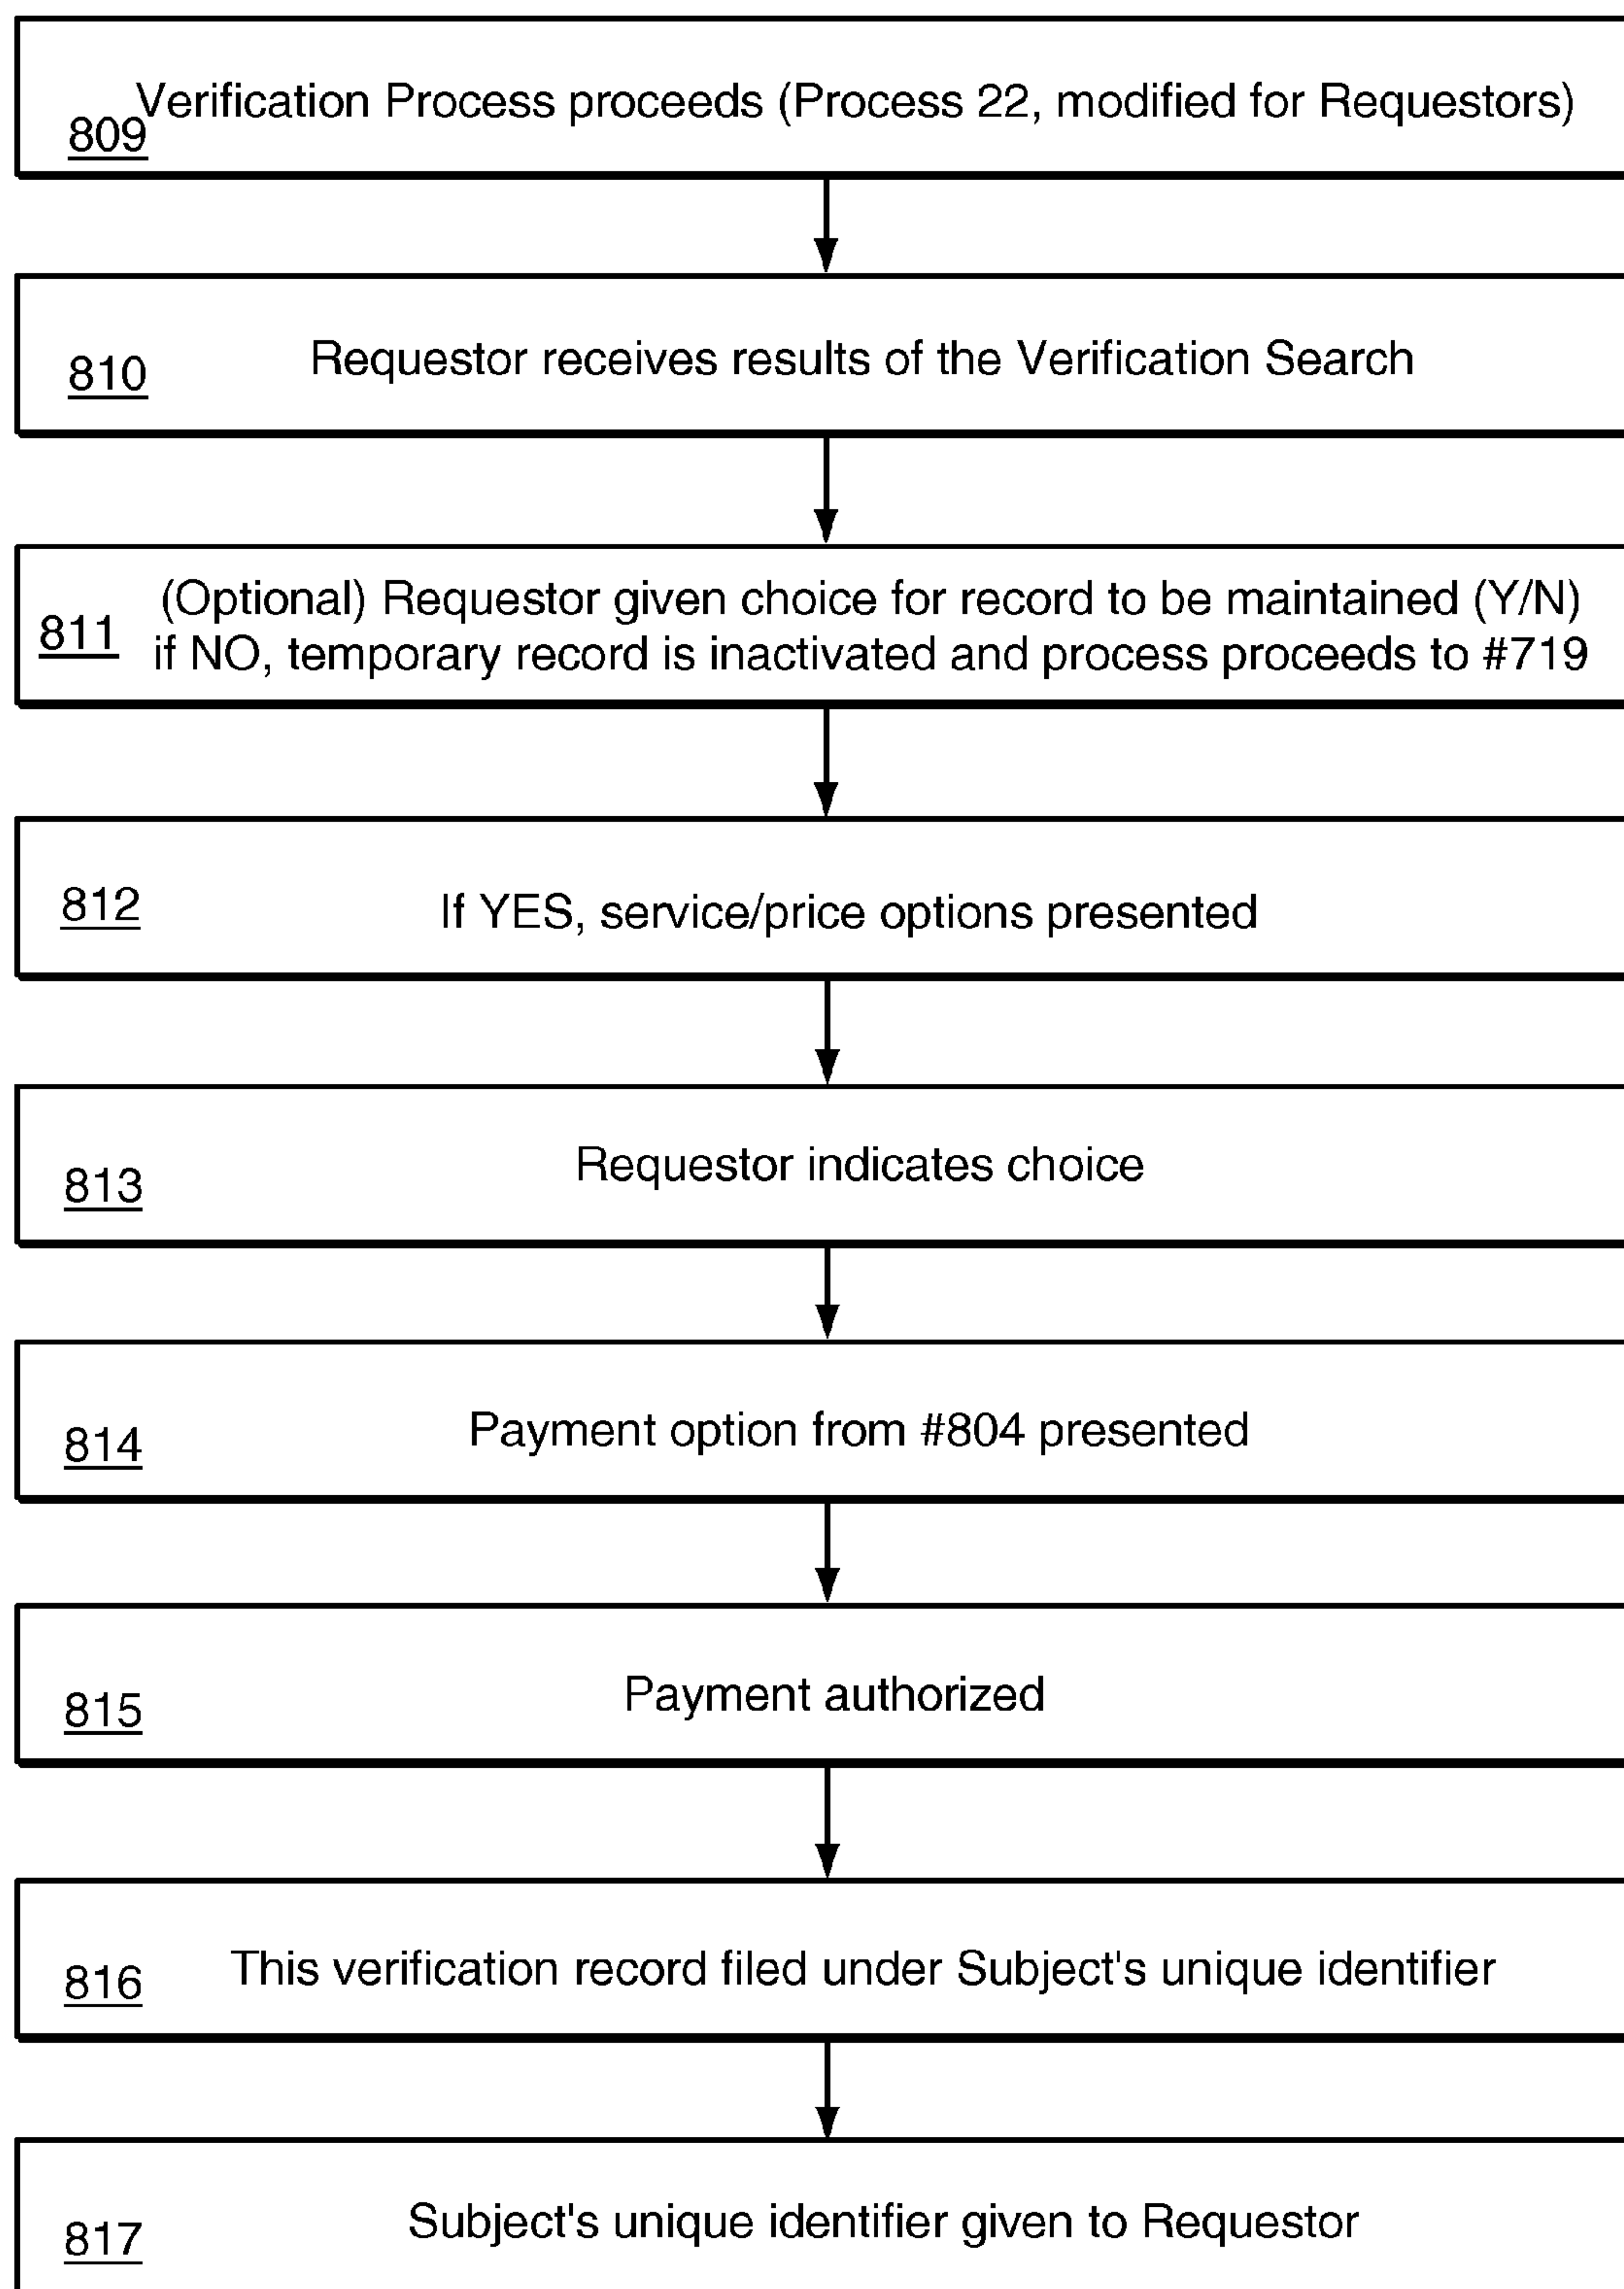 Verification Process proceeds (Process 22, modified for Requestors)
809
Requestor receives results of the Verification Search
810
(Optional) Requestor given choice for record to be maintained (Y/N)
811
if NO, temporary record is inactivated and process proceeds to #719
812
If YES, service/price options presented
Requestor indicates choice
813
Payment option from #804 presented
814
Payment authorized
815
This verification record filed under Subject's unique identifier
816
Subject's unique identifier given to Requestor
817